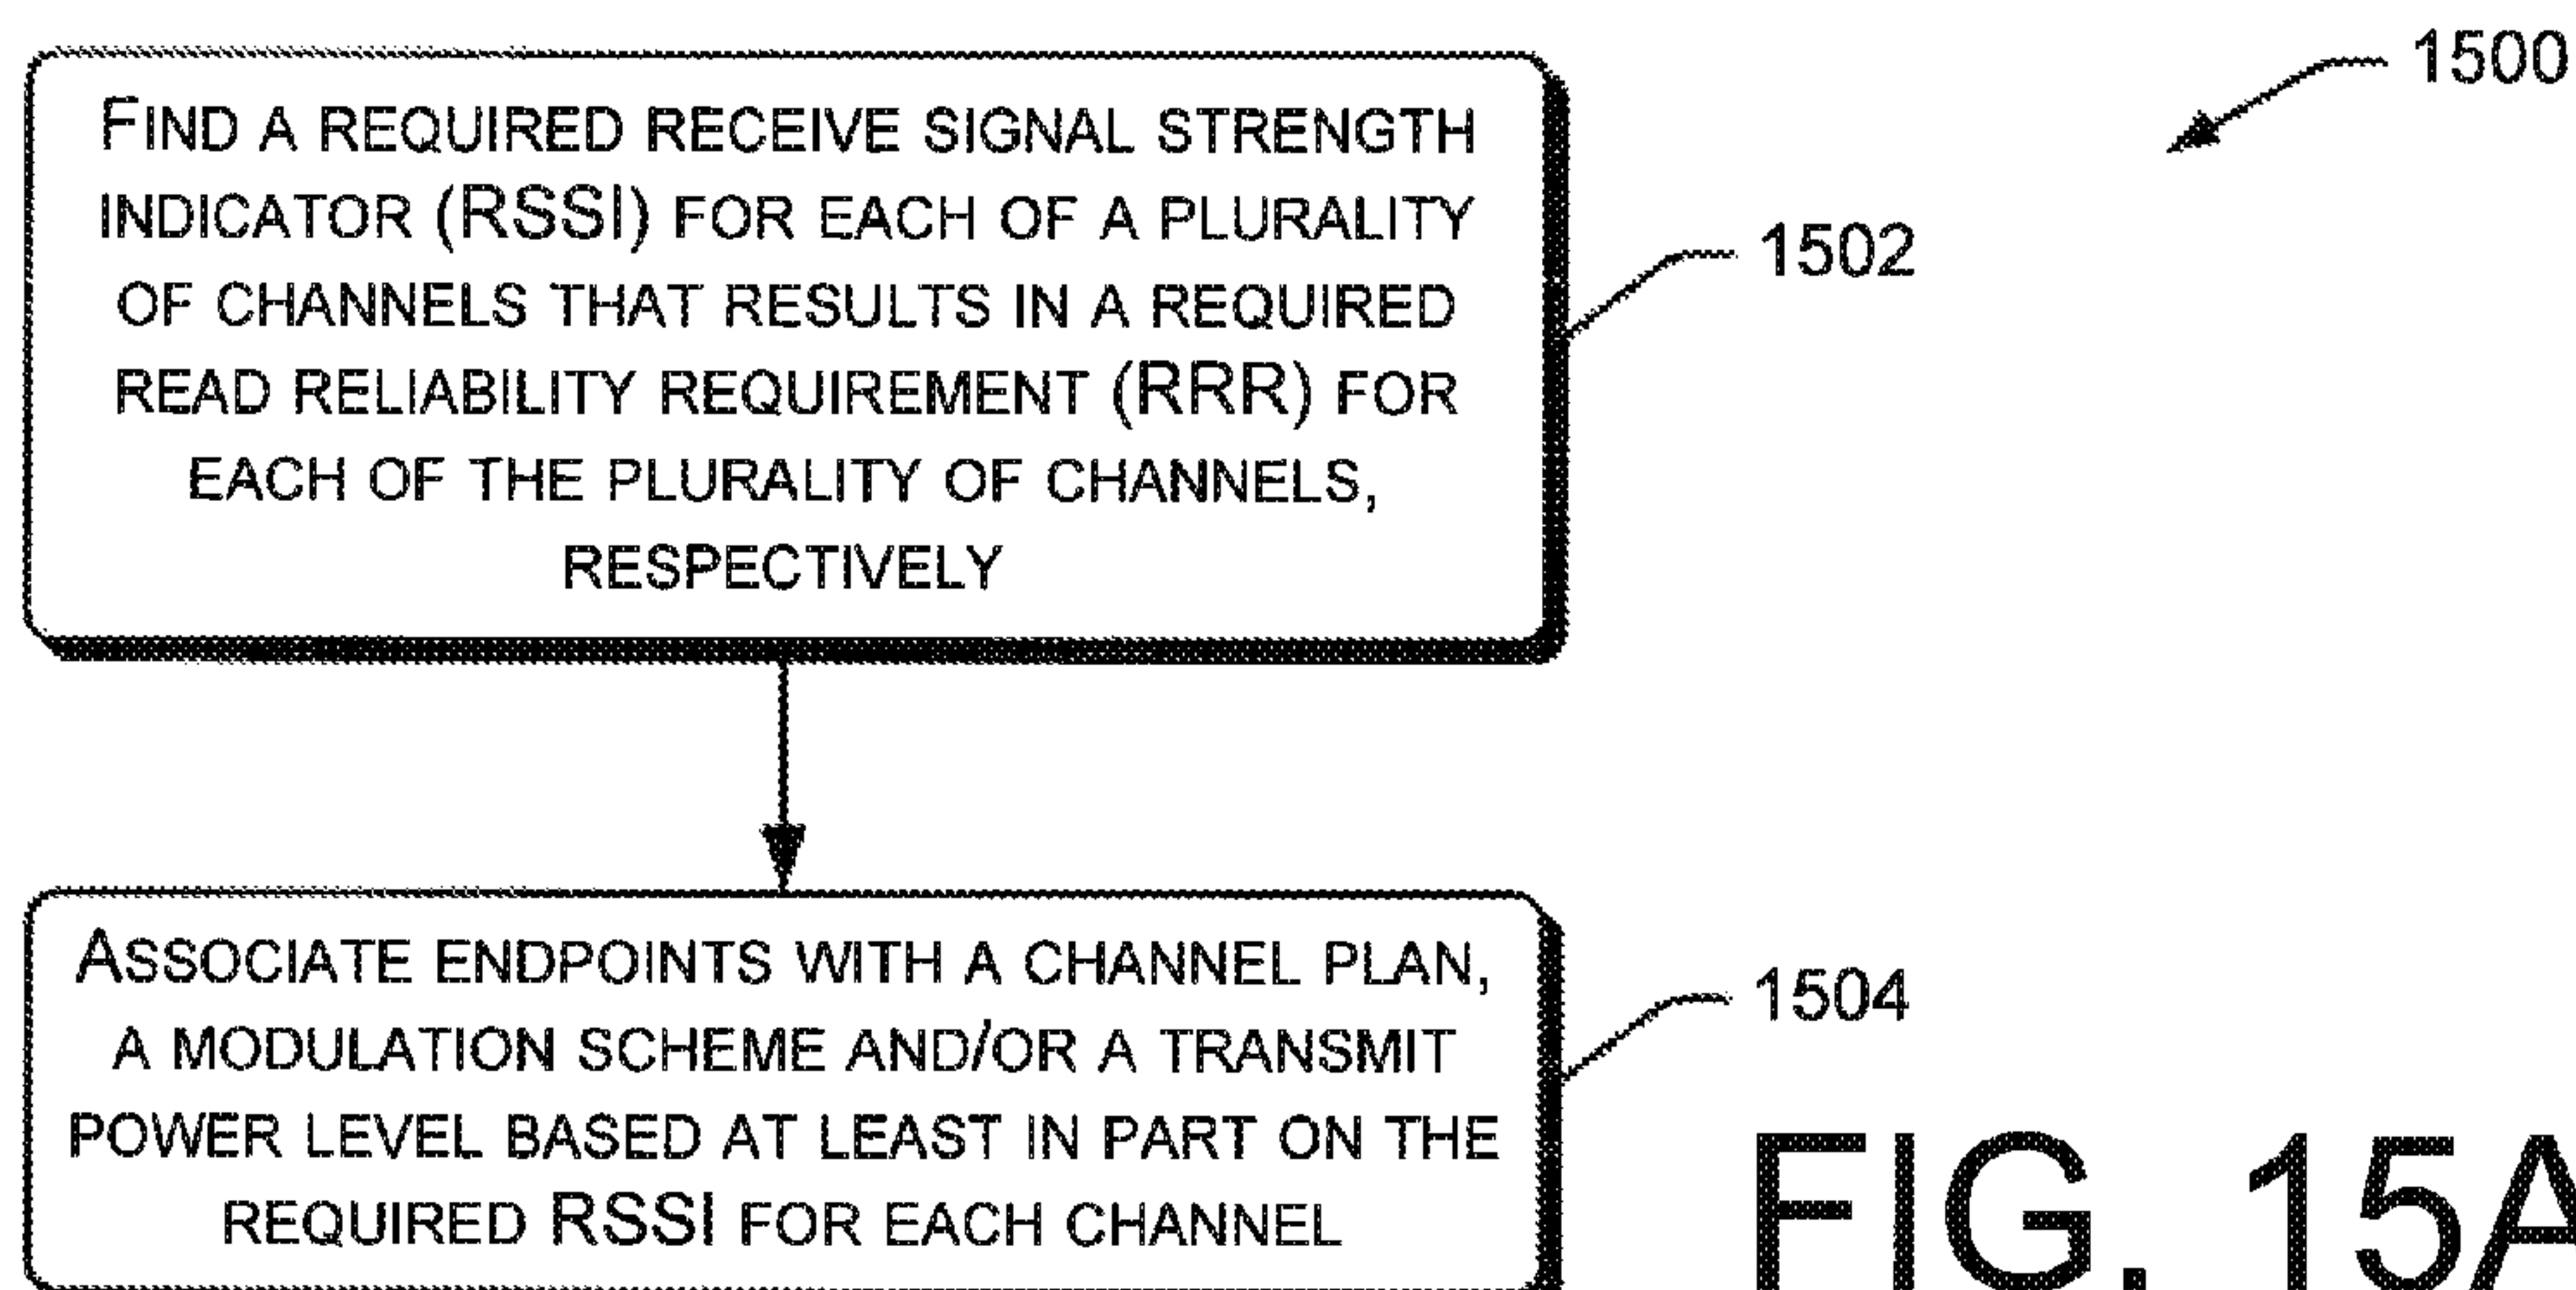 1500
FIND A REQUIRED RECEIVE SIGNAL STRENGTH
INDICATOR (RSSI) FOR EACH OF A PLURALITY
OF CHANNELS THAT RESULTS IN A REQUIRED
READ RELIABILITY REQUIREMENT (RRR) FOR
EACH OF THE PLURALITY OF CHANNELS,
RESPECTIVELY
1502
ASSOCIATE ENDPOINTS WITH A CHANNEL PLAN,
A MODULATION SCHEME AND/OR A TRANSMIT
POWER LEVEL BASED AT LEAST IN PART ON THE
REQUIRED RSSI FOR EACH CHANNEL
1504
FIG. 15A